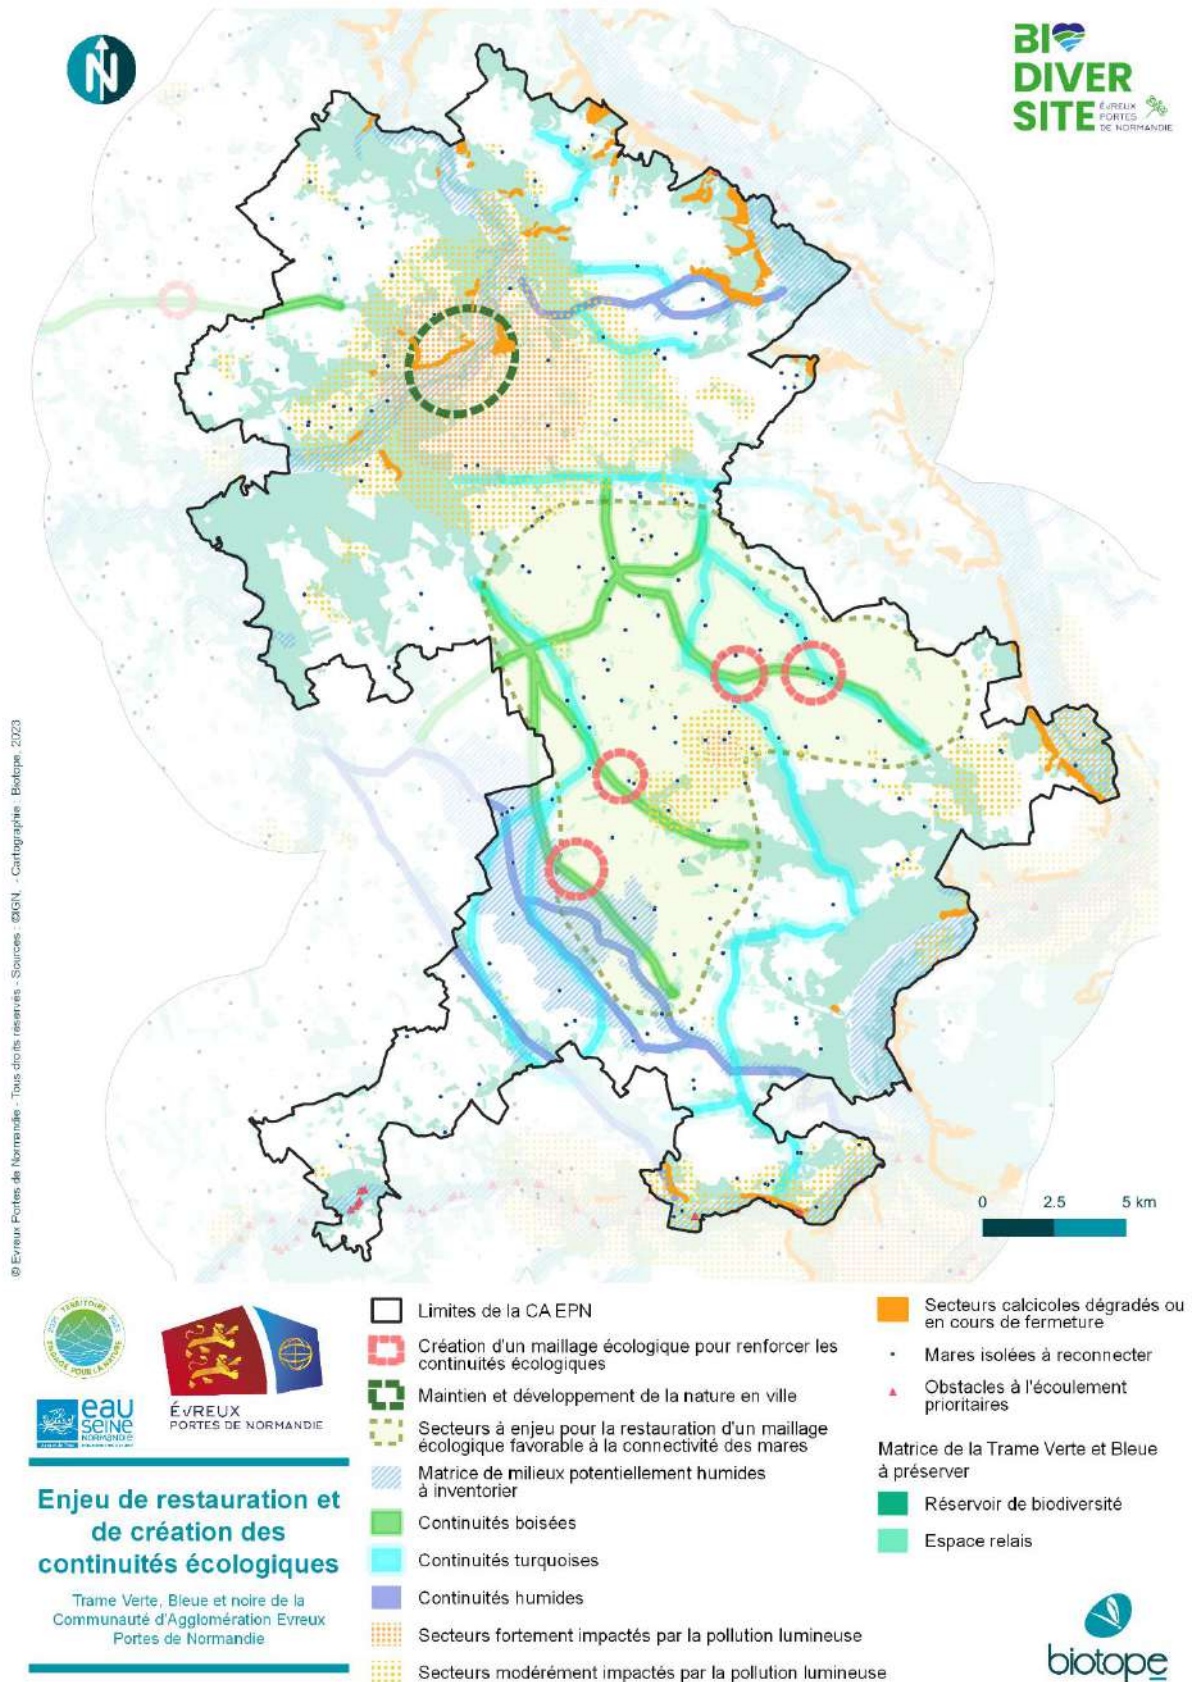 N
BI
DIVER
SITE
ÉVREUX
PORTES
DE NORMANDIE
© Evreux Portes de Normandie - Tous droits réservés - Sources : ©IGN, - Cartographie : Biotope, 2023
0 2.5 5 km
TERRITOIRE
ENGAGÉ POUR LA NATURE
eau
SEINE
NORMANDIE
ÉVREUX
PORTES DE NORMANDIE
Enjeu de restauration et
de création des
continuités écologiques
Trame Verte, Bleue et noire de la
Communauté d'Agglomération Evreux
Portes de Normandie
Limites de la CA EPN
Création d'un maillage écologique pour renforcer les
continuités écologiques
Maintien et développement de la nature en ville
Secteurs à enjeu pour la restauration d'un maillage
écologique favorable à la connectivité des mares
Matrice de milieux potentiellement humides
à inventorier
Continuités boisées
Continuités turquoises
Continuités humides
Secteurs fortement impactés par la pollution lumineuse
Secteurs modérément impactés par la pollution lumineuse
Secteurs calcicoles dégradés ou
en cours de fermeture
Mares isolées à reconnecter
Obstacles à l'écoulement
prioritaires
Matrice de la Trame Verte et Bleue
à préserver
Réservoir de biodiversité
Espace relais
biotope